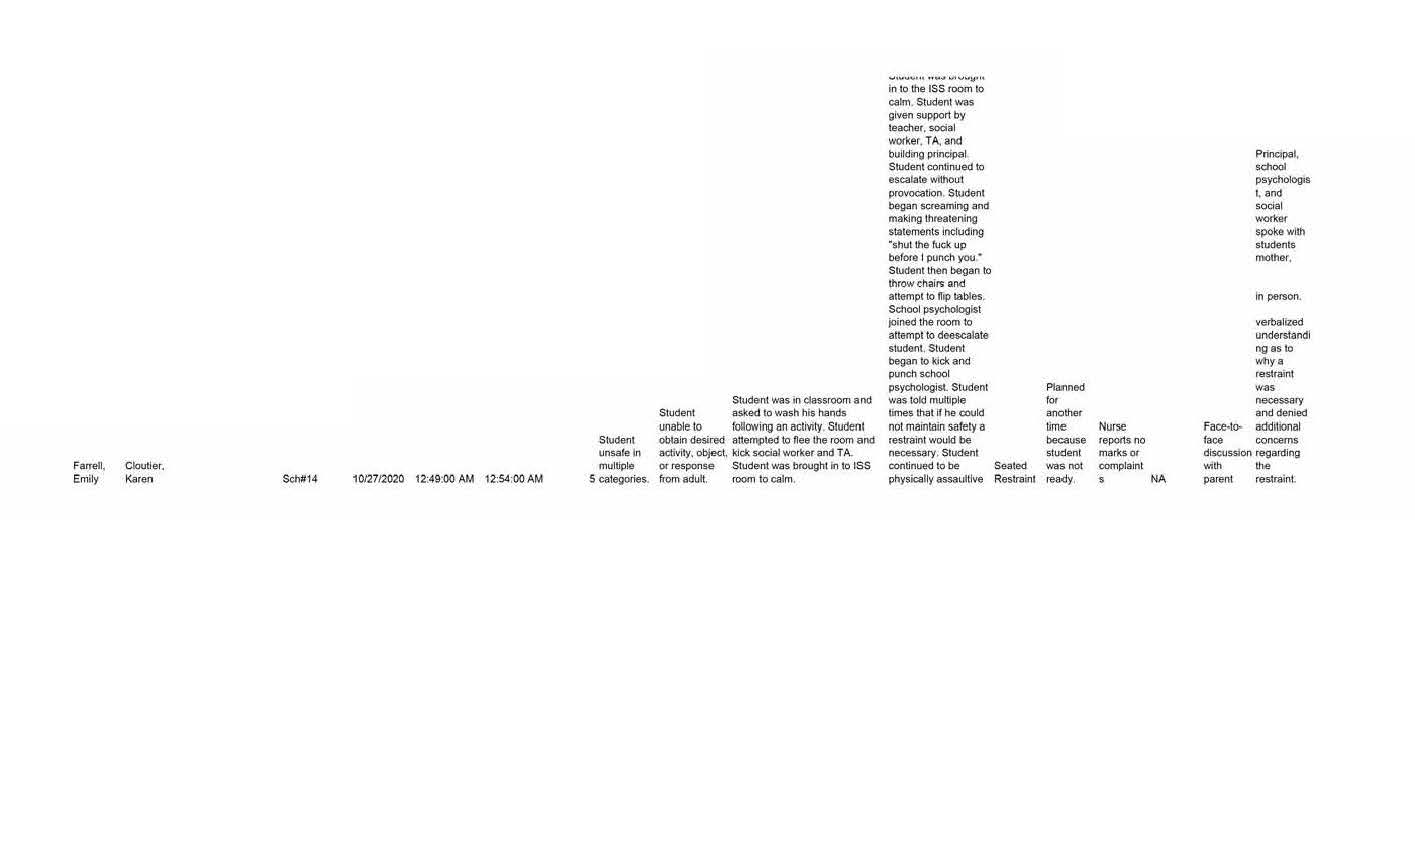 Farrell,
Emily
Cloutier,
Karen
Sch#14
10/27/2020
12:49:00 AM
12:54:00 AM
5
Student
unsafe in
multiple
categories.
Student
unable to
obtain desired
activity, object,
or response
from adult.
Student was in classroom and
asked to wash his hands
following an activity. Student
attempted to flee the room and
kick social worker and TA.
Student was brought in to ISS
room to calm.
Student was brought
in to the ISS room to
calm. Student was
given support by
teacher, social
worker, TA, and
building principal.
Student continued to
escalate without
provocation. Student
began screaming and
making threatening
statements including
"shut the fuck up
before I punch you."
Student then began to
throw chairs and
attempt to flip tables.
School psychologist
joined the room to
attempt to deescalate
student. Student
began to kick and
punch school
psychologist. Student
was told multiple
times that if he could
not maintain safety a
restraint would be
necessary. Student
continued to be
physically assaultive
Seated
Restraint
Planned
for
another
time
because
student
was not
ready.
Nurse
reports no
marks or
complaint
s
NA
Face-to-
face
discussion
with
parent
Principal,
school
psychologis
t, and
social
worker
spoke with
students
mother,
in person.
verbalized
understandi
ng as to
why a
restraint
was
necessary
and denied
additional
concerns
regarding
the
restraint.